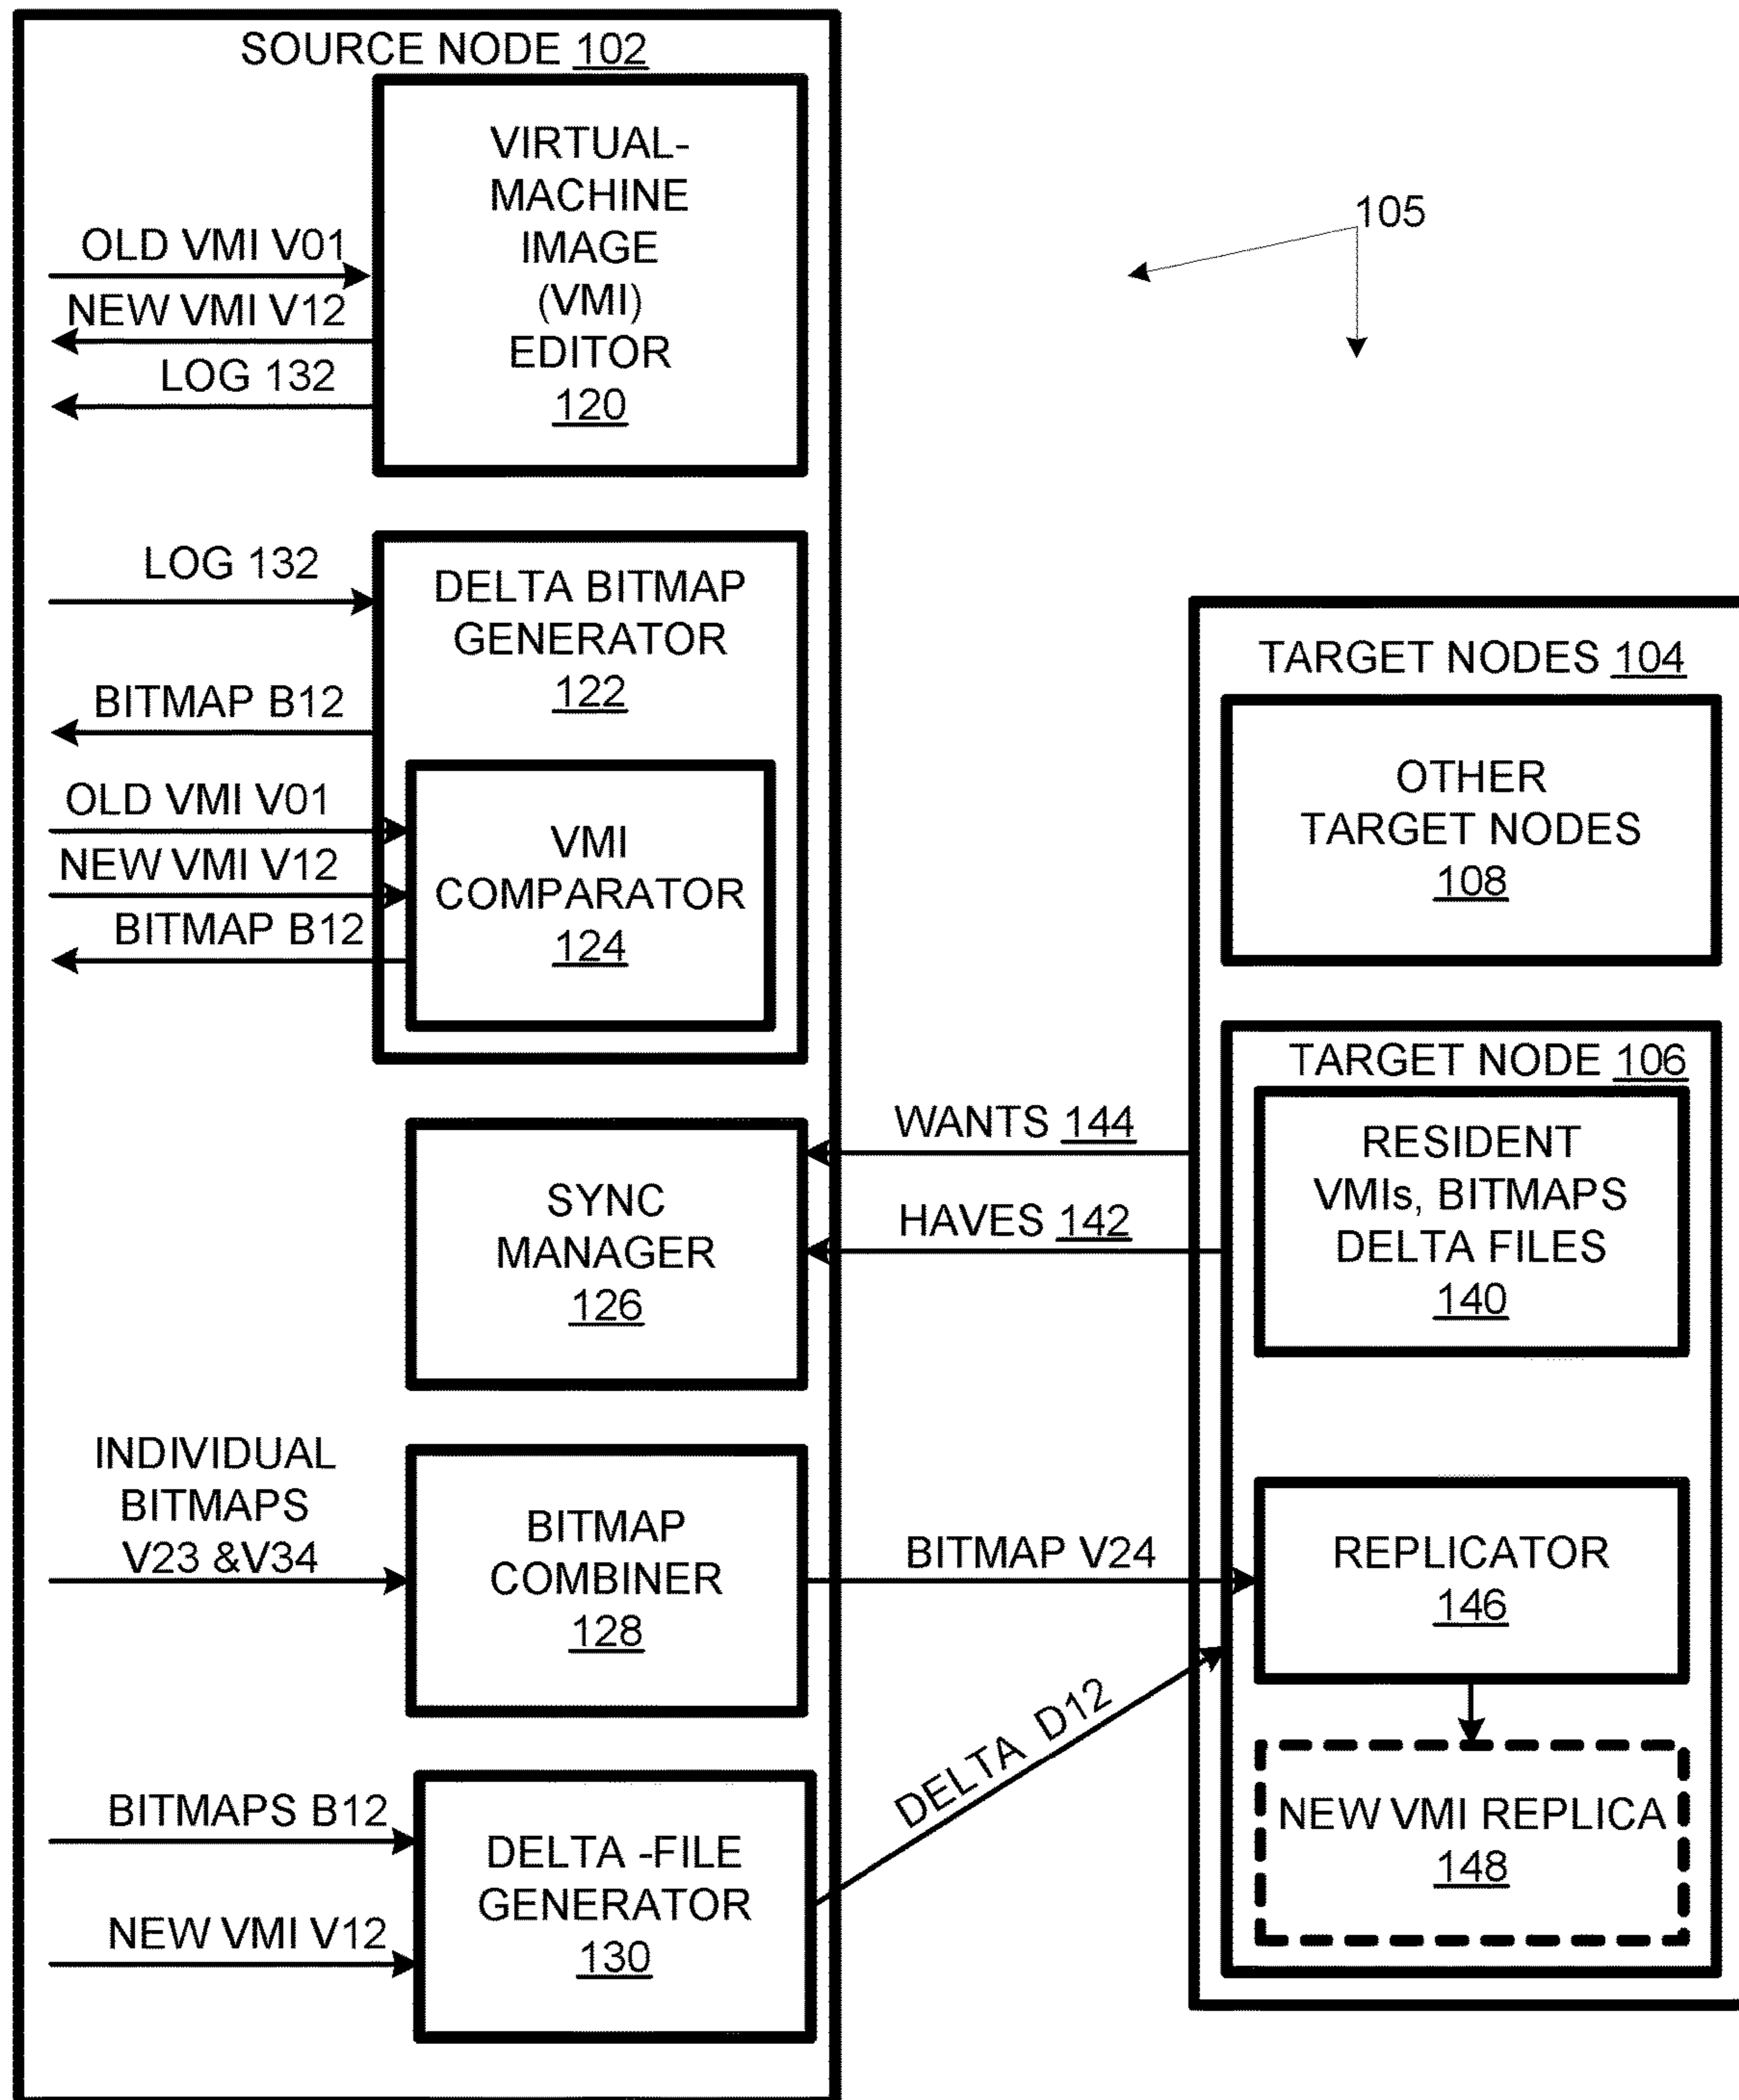 SOURCE NODE 102
VIRTUAL-
MACHINE
IMAGE
(VMI)
EDITOR
120
OLD VMI V01
NEW VMI V12
LOG 132
105
LOG 132
DELTA BITMAP
GENERATOR
122
BITMAP B12
OLD VMI V01
NEW VMI V12
BITMAP B12
VMI
COMPARATOR
124
SYNC
MANAGER
126
WANTS 144
HAVES 142
INDIVIDUAL
BITMAPS
V23 &V34
BITMAP
COMBINER
128
BITMAP V24
BITMAPS B12
NEW VMI V12
DELTA -FILE
GENERATOR
130
DELTA D12
TARGET NODES 104
OTHER
TARGET NODES
108
TARGET NODE 106
RESIDENT
VMIs, BITMAPS
DELTA FILES
140
REPLICATOR
146
NEW VMI REPLICA
148